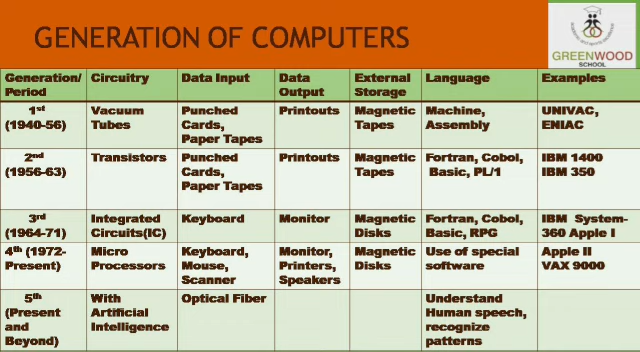 GENERATION OF COMPUTERS
GREENWOOD
SCHOOL
Generation/
Period
Circuitry
Data Input
Data
Output
External
Storage
Language
Examples
1st
(1940-56)
Vacuum
Tubes
Punched
Cards,
Paper Tapes
Printouts
Magnetic
Tapes
Machine,
Assembly
UNIVAC,
ENIAC
2nd
(1956-63)
Transistors
Punched
Cards,
Paper Tapes
Printouts
Magnetic
Tapes
Fortran, Cobol,
Basic, PL/1
IBM 1400
IBM 350
3rd
(1964-71)
Integrated
Circuits(IC)
Keyboard
Monitor
Magnetic
Disks
Fortran, Cobol,
Basic, RPG
IBM System-
360 Apple I
4th (1972-
Present)
Micro
Processors
Keyboard,
Mouse,
Scanner
Monitor,
Printers,
Speakers
Magnetic
Disks
Use of special
software
Apple II
VAX 9000
5th
(Present
and
Beyond)
With
Artificial
Intelligence
Optical Fiber
Understand
Human speech,
recognize
patterns